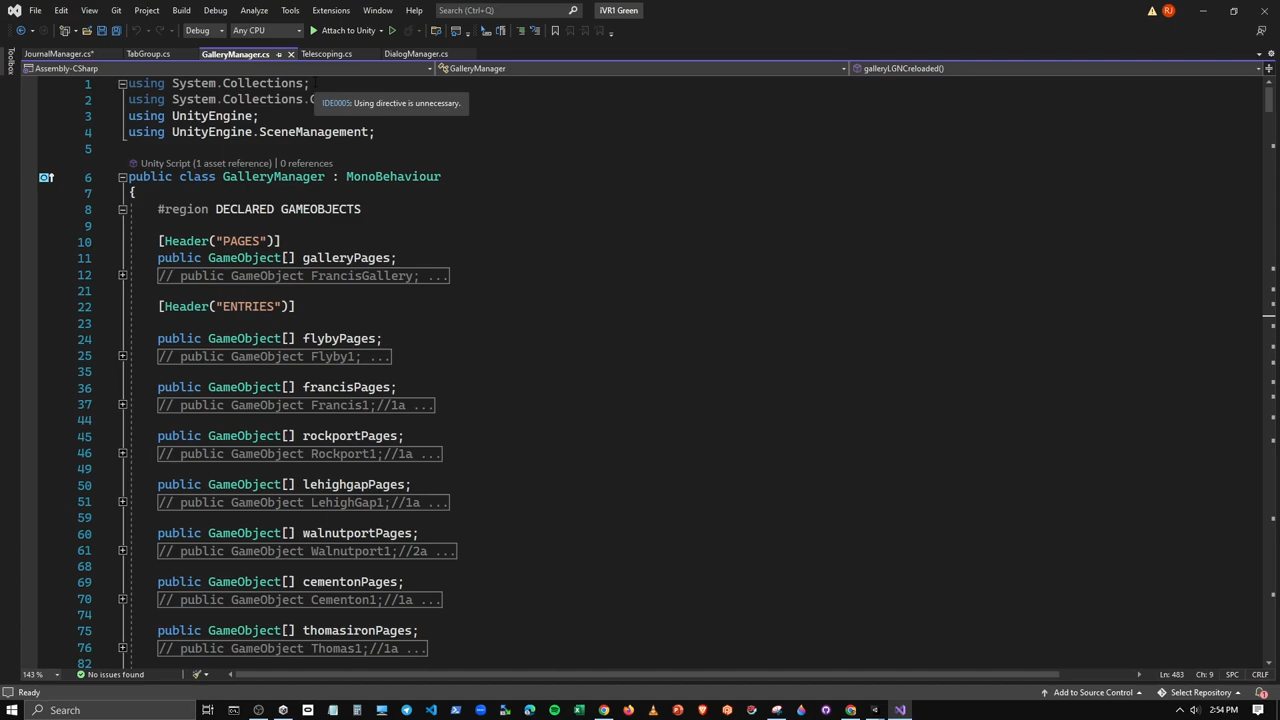 File Edit View Git Project Build Debug Test Analyze Tools Extensions Window Help Search (Ctrl+Q) iVR1 Green RJ
Debug Any CPU Attach to Unity
JournalManager.cs* TabGroup.cs GalleryManager.cs Telescoping.cs DialogManager.cs
Toolbox
Assembly-CSharp GalleryManager galleryLGNCreloaded()
1 using System.Collections;
2 using System.Collections.
IDE0005: Using directive is unnecessary.
3 using UnityEngine;
4 using UnityEngine.SceneManagement;
5
Unity Script (1 asset reference) | 0 references
6 public class GalleryManager : MonoBehaviour
7 {
8 #region DECLARED GAMEOBJECTS
9
10 [Header("PAGES")]
11 public GameObject[] galleryPages;
12 // public GameObject FrancisGallery; ...
21
22 [Header("ENTRIES")]
23
24 public GameObject[] flybyPages;
25 // public GameObject Flyby1; ...
35
36 public GameObject[] francisPages;
37 // public GameObject Francis1;//1a ...
44
45 public GameObject[] rockportPages;
46 // public GameObject Rockport1;//1a ...
49
50 public GameObject[] lehighgapPages;
51 // public GameObject LehighGap1;//1a ...
59
60 public GameObject[] walnutportPages;
61 // public GameObject Walnutport1;//2a ...
68
69 public GameObject[] cementonPages;
70 // public GameObject Cementon1;//1a ...
74
75 public GameObject[] thomasironPages;
76 // public GameObject Thomas1;//1a ...
82
143 % No issues found Ln: 483 Ch: 9 SPC CRLF
Ready Add to Source Control Select Repository 1
Search 2:54 PM